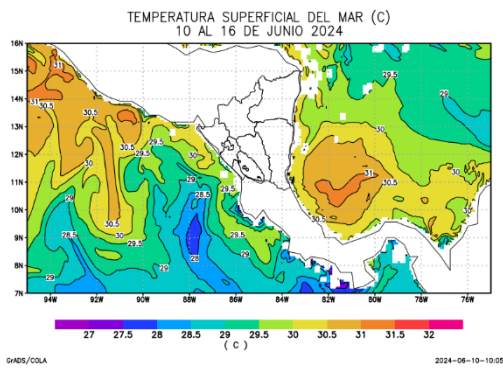 TEMPERATURA SUPERFICIAL DEL MAR (C)
10 AL 16 DE JUNIO 2024
16N
15N
14N
13N
12N
11N
10N
9N
8N
7N
31
31
30.5
30.5
30
30
29.5
29.5
29.5
29.5
30
28.5
29
28.5
30.5
30
29.5
29
29
28
29.5
29.5
29
30
31
30.5
30.5
30
94W 92W 90W 88W 86W 84W 82W 80W 78W 76W
27 27.5 28 28.5 29 29.5 30 30.5 31 31.5 32
( C )
GrADS/COLA
2024-06-10-10:05